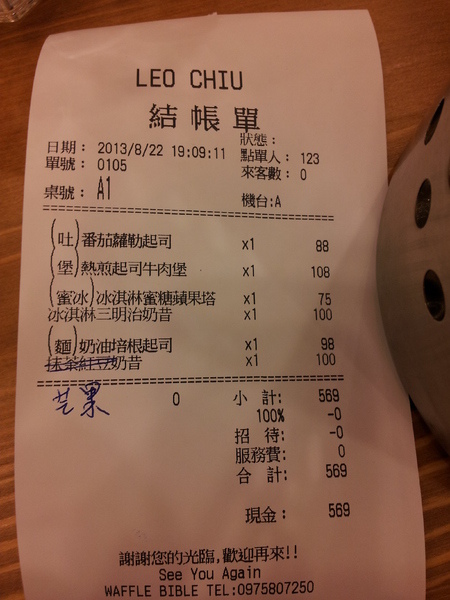 LEO CHIU
結帳單
日期: 2013/8/22 19:09:11 狀態:
單號: 0105 點單人: 123
來客數: 0
桌號: A1 機台:A
(吐)番茄蘿勒起司 x1 88
(堡)熱煎起司牛肉堡 x1 108
(蜜冰)冰淇淋蜜糖蘋果塔 x1 75
冰淇淋三明治奶昔 x1 100
(麵)奶油培根起司 x1 98
抹茶紅豆奶昔 x1 100
芒果 0 小 計: 569
100% -0
招 待: -0
服務費: 0
合 計: 569
現金: 569
謝謝您的光臨,歡迎再來!!
See You Again
WAFFLE BIBLE TEL:0975807250